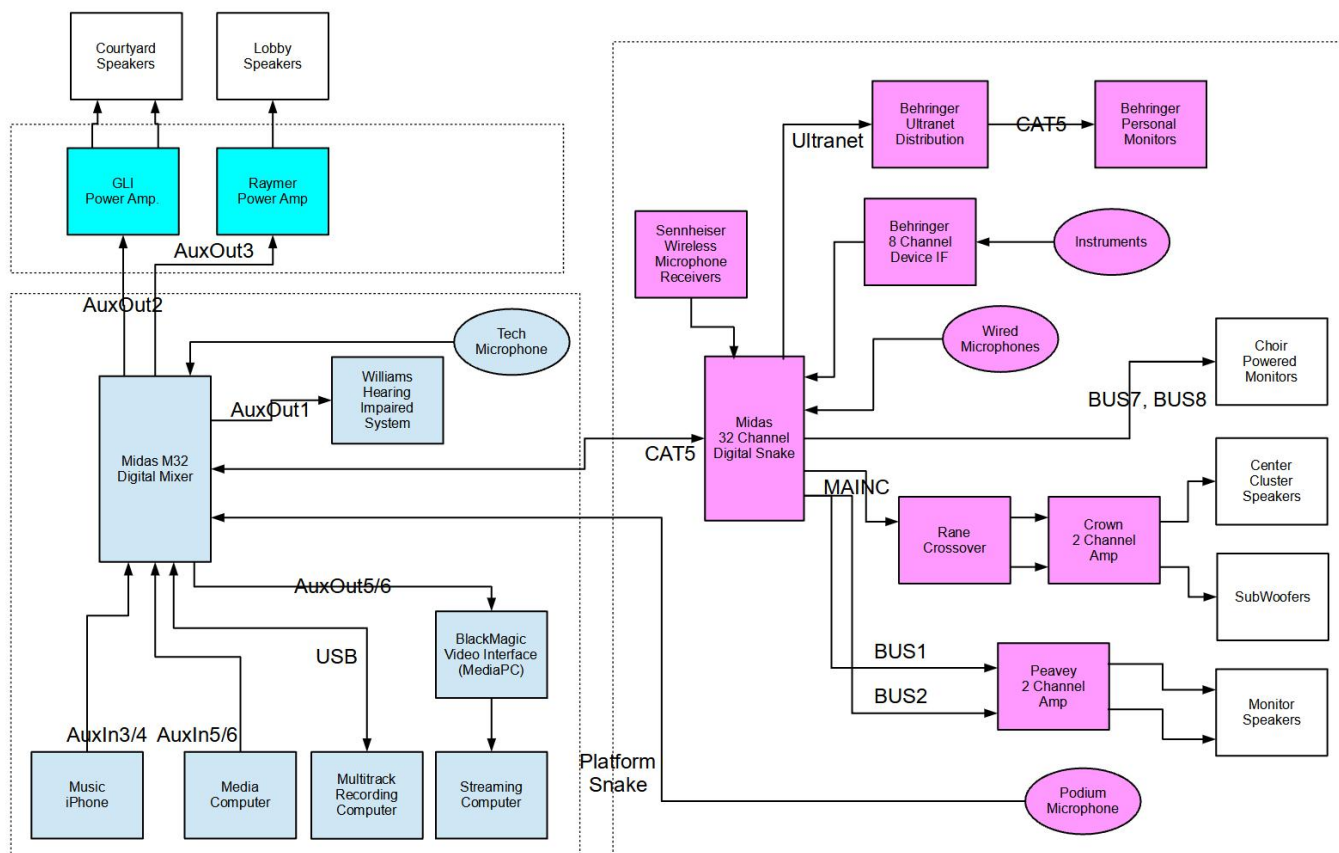 Courtyard
Speakers
Lobby
Speakers
GLI
Power Amp.
Raymer
Power Amp
AuxOut3
AuxOut2
Tech
Microphone
Williams
Hearing
Impaired
System
AuxOut1
Midas M32
Digital Mixer
AuxOut5/6
BlackMagic
Video Interface
(MediaPC)
USB
AuxIn3/4
AuxIn5/6
Music
iPhone
Media
Computer
Multitrack
Recording
Computer
Streaming
Computer
Behringer
Ultranet
Distribution
CAT5
Behringer
Personal
Monitors
Ultranet
Sennheiser
Wireless
Microphone
Receivers
Behringer
8 Channel
Device IF
Instruments
Wired
Microphones
Choir
Powered
Monitors
BUS7, BUS8
Midas
32 Channel
Digital Snake
CAT5
MAINC
Rane
Crossover
Crown
2 Channel
Amp
Center
Cluster
Speakers
SubWoofers
BUS1
BUS2
Peavey
2 Channel
Amp
Monitor
Speakers
Platform
Snake
Podium
Microphone